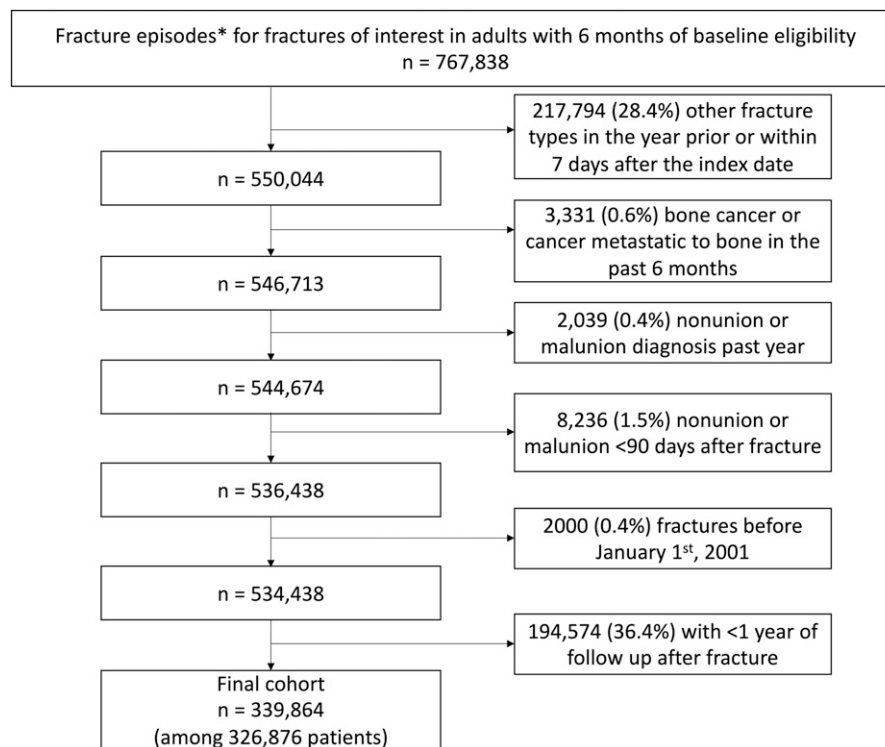 Fracture episodes* for fractures of interest in adults with 6 months of baseline eligibility
n = 767,838
217,794 (28.4%) other fracture
types in the year prior or within
7 days after the index date
n = 550,044
3,331 (0.6%) bone cancer or
cancer metastatic to bone in the
past 6 months
n = 546,713
2,039 (0.4%) nonunion or
malunion diagnosis past year
n = 544,674
8,236 (1.5%) nonunion or
malunion <90 days after fracture
n = 536,438
2000 (0.4%) fractures before
January 1st, 2001
n = 534,438
194,574 (36.4%) with <1 year of
follow up after fracture
Final cohort
n = 339,864
(among 326,876 patients)